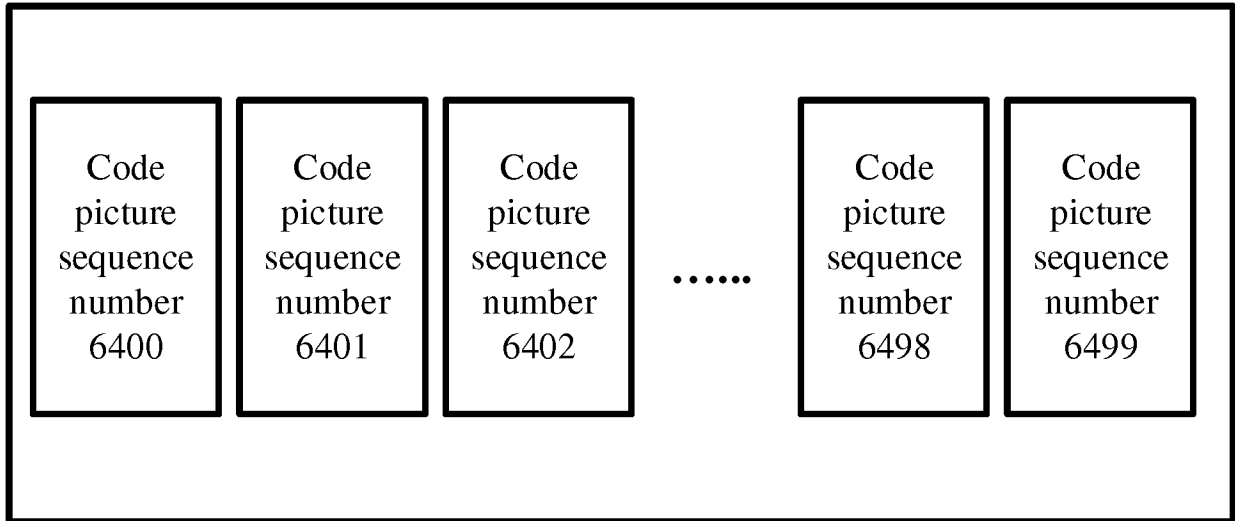 Code
picture
sequence
number
6400
Code
picture
sequence
number
6401
Code
picture
sequence
number
6402
…...
Code
picture
sequence
number
6498
Code
picture
sequence
number
6499